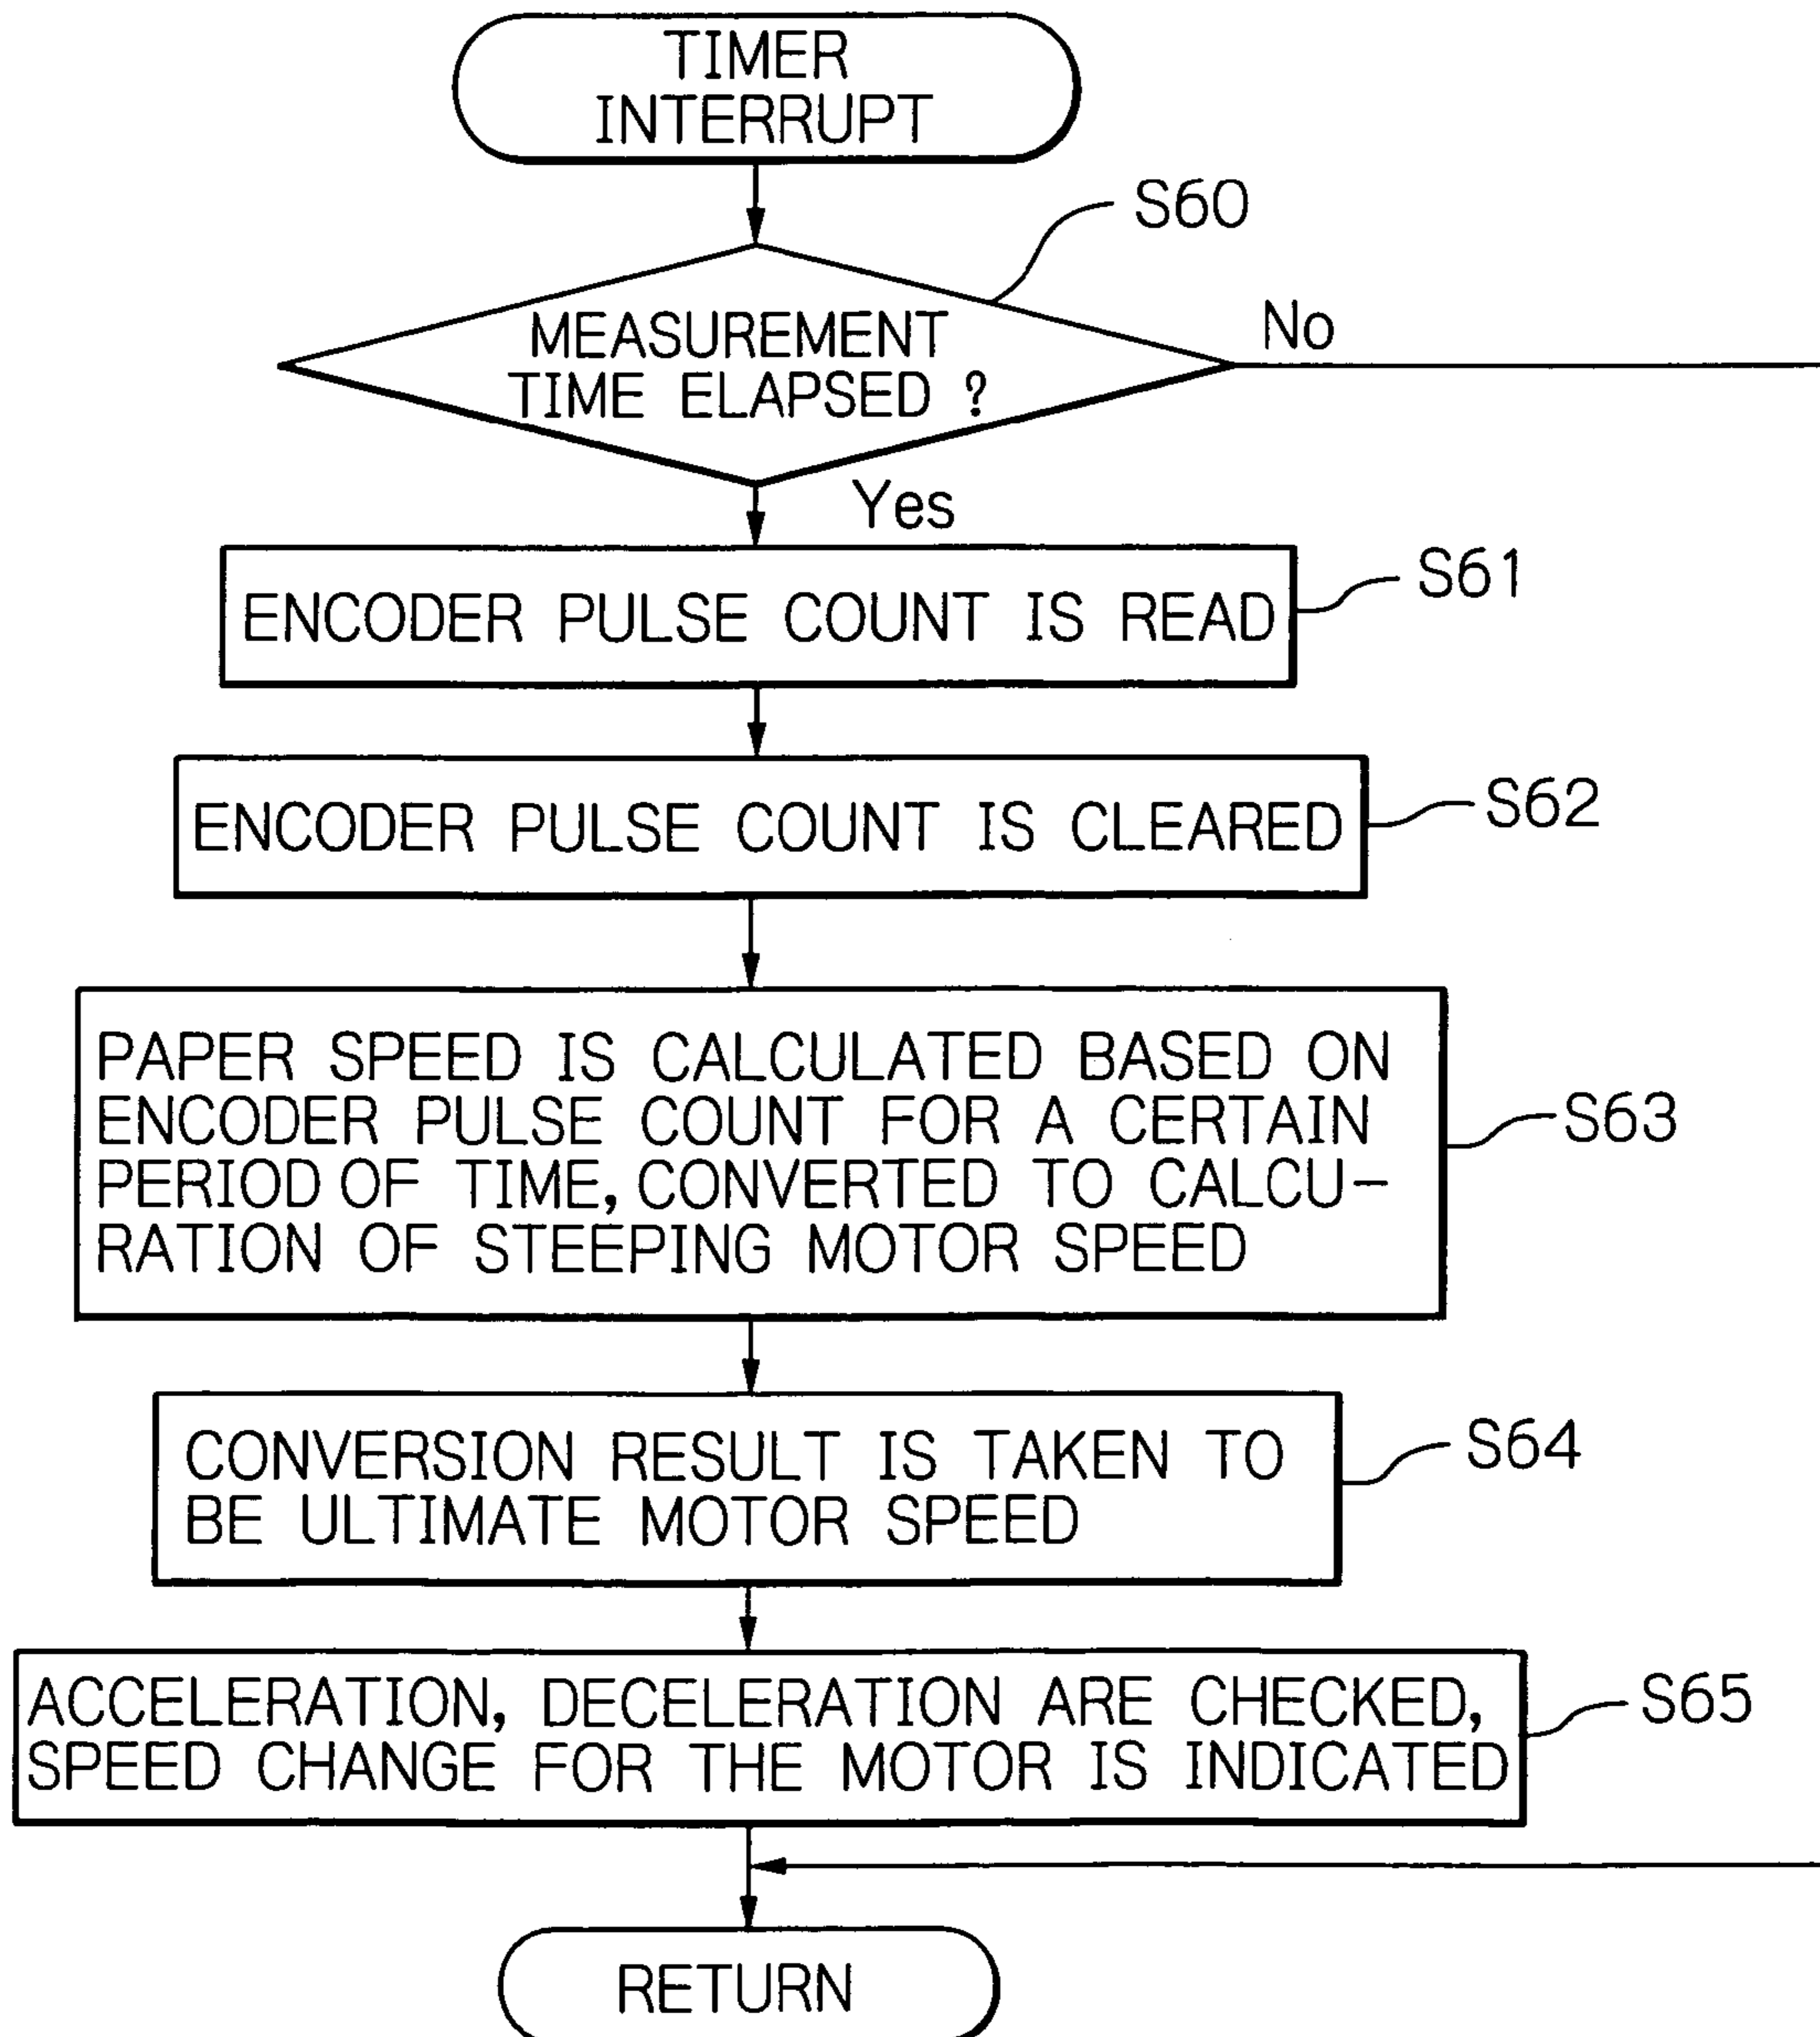 TIMER
INTERRUPT
S60
MEASUREMENT
TIME ELAPSED ?
No
Yes
ENCODER PULSE COUNT IS READ
S61
ENCODER PULSE COUNT IS CLEARED
S62
PAPER SPEED IS CALCULATED BASED ON
ENCODER PULSE COUNT FOR A CERTAIN
PERIOD OF TIME, CONVERTED TO CALCU-
RATION OF STEEPING MOTOR SPEED
S63
CONVERSION RESULT IS TAKEN TO
BE ULTIMATE MOTOR SPEED
S64
ACCELERATION, DECELERATION ARE CHECKED,
SPEED CHANGE FOR THE MOTOR IS INDICATED
S65
RETURN